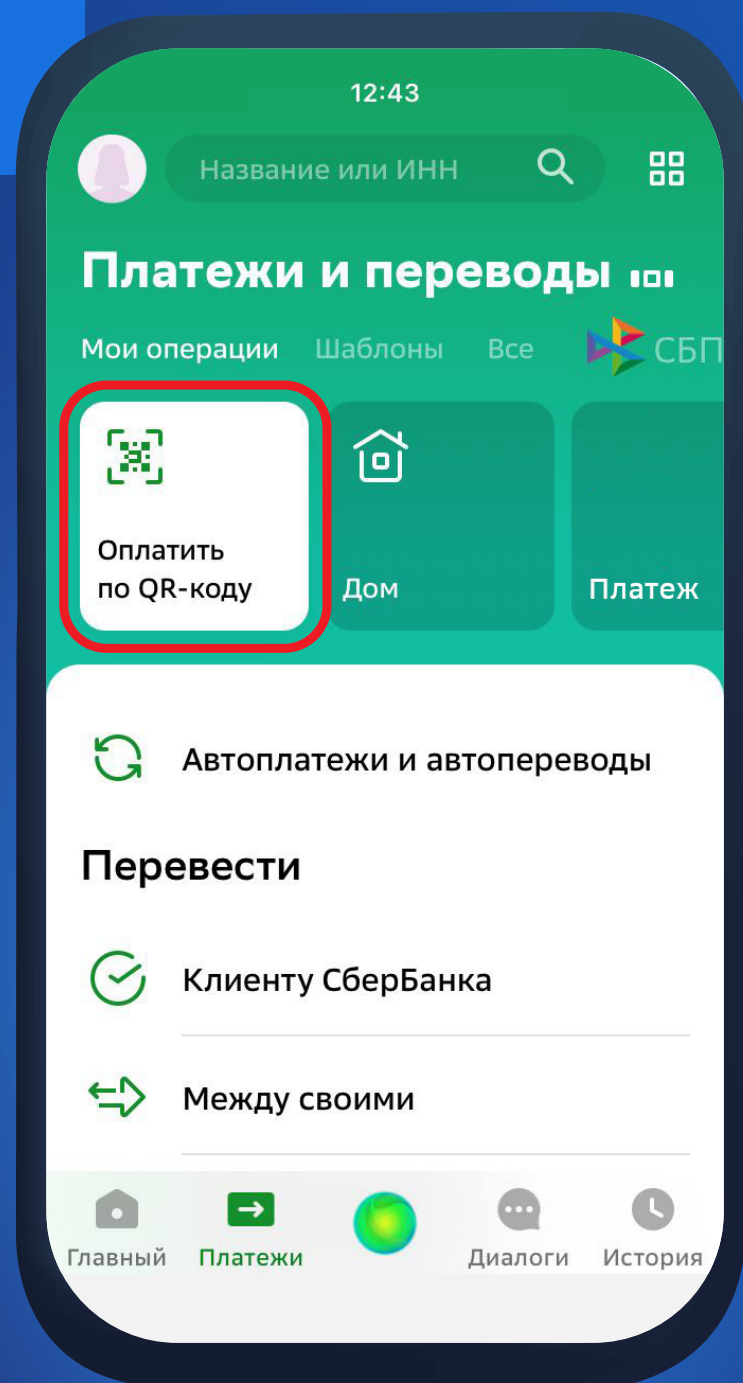 12:43
Название или ИНН
Платежи и переводы
Мои операции Шаблоны Все СБП
Оплатить
по QR-коду
Дом
Платеж
Автоплатежи и автопереводы
Перевести
Клиенту СберБанка
Между своими
Главный Платежи Диалоги История